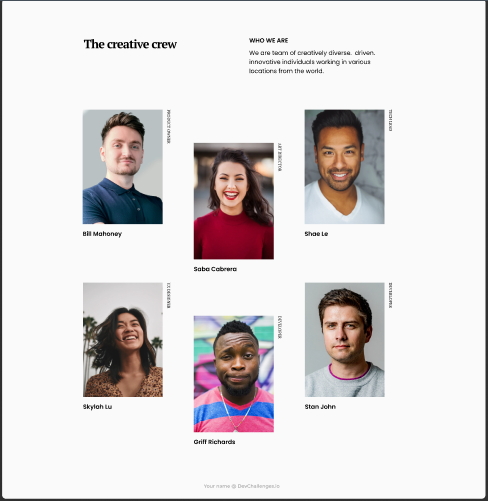 The creative crew
WHO WE ARE
We are team of creatively diverse. driven.
innovative individuals working in various
locations from the world.
PRODUCT OWNER
Bill Mahoney
ART DIRECTOR
Saba Cabrera
TECH LEAD
Shae Le
UX DESIGNER
Skylah Lu
DEVELOPER
Griff Richards
DEVELOPER
Stan John
Your name @ DevChallenges.io